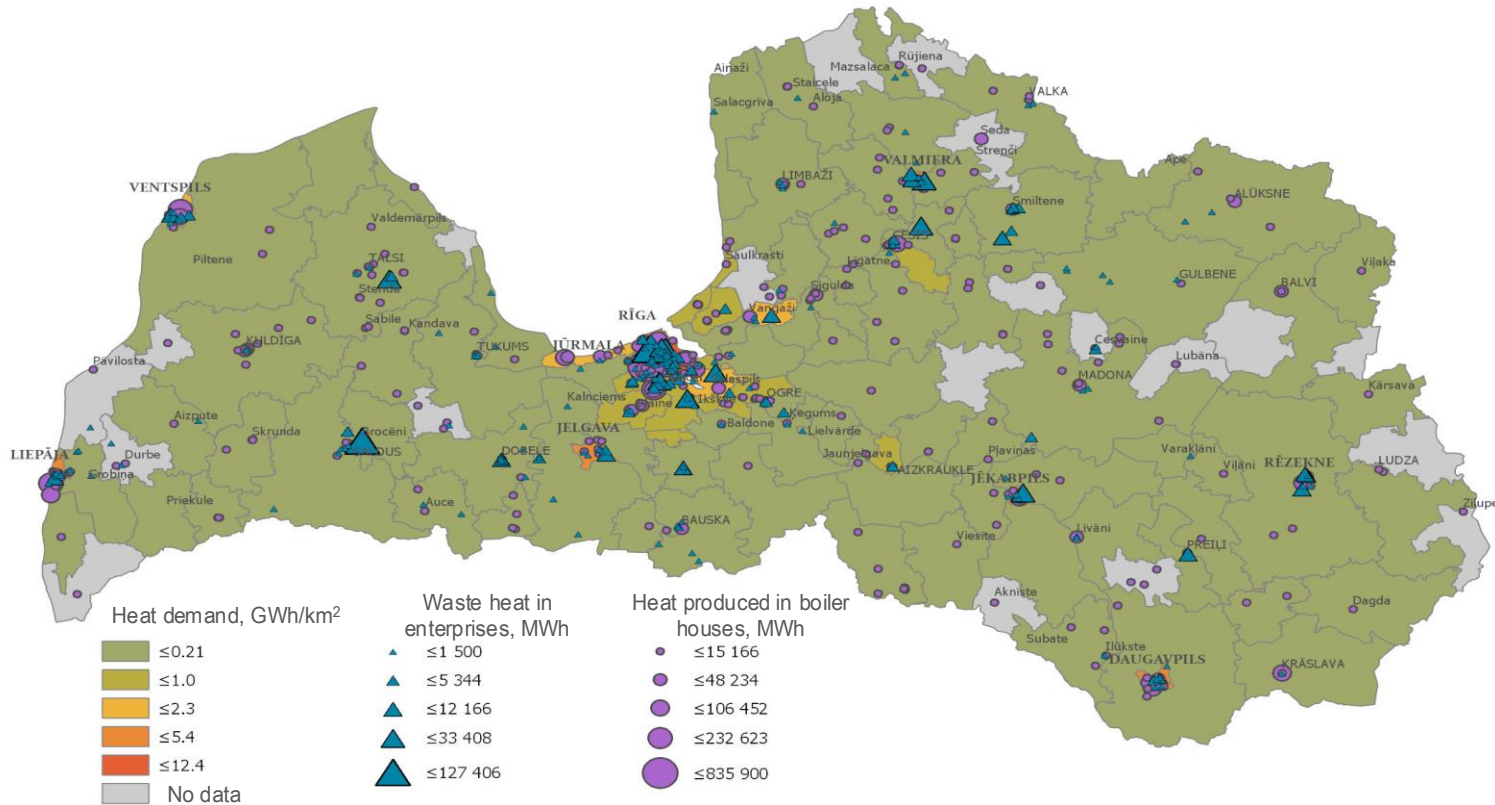 Ainaži
Mazsalaca
Rūjiena
Staicele
Aloja
VALKA
Salacgrīva
Seda
Strenči
VALMIERA
Ape
VENTSPILS
LIMBAŽI
ALŪKSNE
Smiltene
Valdemārpils
CĒSIS
Piltene
TALSI
Saulkrasti
Līgatne
Viļaka
GULBENE
BALVI
Stende
Sigulda
Vangaži
RĪGA
Sabile
Kandava
KULDĪGA
TUKUMS
JŪRMALA
Cesvaine
Lubāna
Pavilosta
MADONA
Kārsava
Kalnciems
OGRE
Aizpute
Ķegums
Baldone
Lielvārde
Skrunda
Brocēni
JELGAVA
LIEPĀJA
Durbe
Grobiņa
DOBELE
Jaunjelgava
AIZKRAUKLE
Pļaviņas
Varakļāni
Viļāni
RĒZEKNE
LUDZA
JĒKABPILS
Priekule
Auce
BAUSKA
Viesīte
Līvāni
PREIĻI
Zilupe
Akniste
Dagda
Subate
Ilūkste
DAUGAVPILS
KRĀSLAVA
Heat demand, GWh/km²
≤0.21
≤1.0
≤2.3
≤5.4
≤12.4
No data
Waste heat in
enterprises, MWh
≤1 500
≤5 344
≤12 166
≤33 408
≤127 406
Heat produced in boiler
houses, MWh
≤15 166
≤48 234
≤106 452
≤232 623
≤835 900